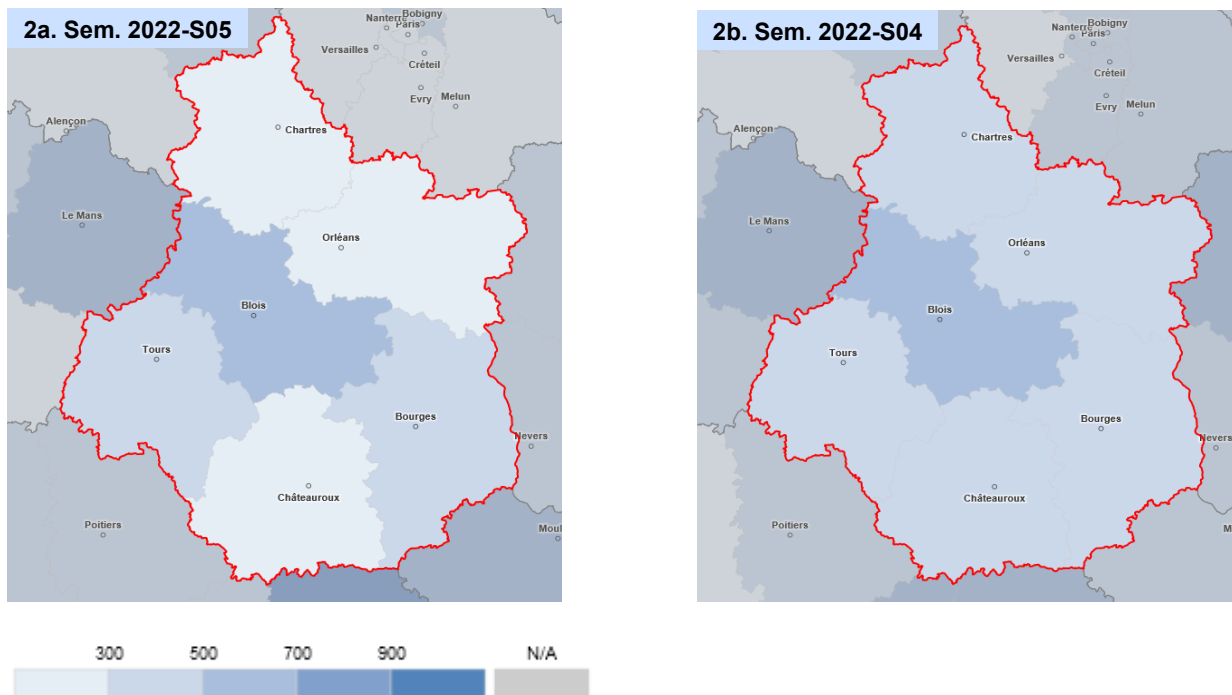 2a. Sem. 2022-S05
Nanterre
Bobigny
Paris
Versailles
Créteil
Evry
Melun
Alençon
Chartres
Le Mans
Orléans
Blois
Tours
Bourges
Nevers
Châteauroux
Poitiers
Moul
2b. Sem. 2022-S04
Nanterre
Bobigny
Paris
Versailles
Créteil
Evry
Melun
Alençon
Chartres
Le Mans
Orléans
Blois
Tours
Bourges
Nevers
Châteauroux
Poitiers
M
300 500 700 900 N/A